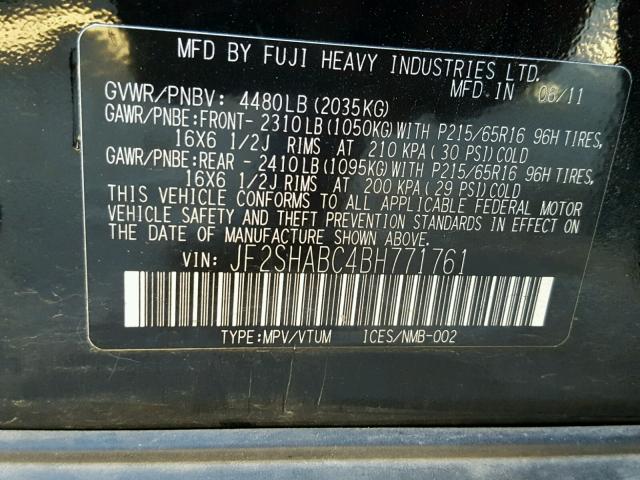 MFD BY FUJI HEAVY INDUSTRIES LTD.
MFD IN 06/11
GVWR/PNBV: 4480LB(2035KG)
GAWR/PNBE:FRONT- 2310LB(1050KG)WITH P215/65R16 96H TIRES,
16X6 1/2J RIMS AT 210 KPA( 30 PSI)COLD
GAWR/PNBE:REAR - 2410LB(1095KG)WITH P215/65R16 96H TIRES,
16X6 1/2J RIMS AT 200 KPA( 29 PSI)COLD
THIS VEHICLE CONFORMS TO ALL APPLICABLE FEDERAL MOTOR
VEHICLE SAFETY AND THEFT PREVENTION STANDARDS IN EFFECT ON
THE DATE OF MANUFACTURE SHOWN ABOVE.
VIN: JF2SHABC4BH771761
TYPE:MPV/VTUM ICES/NMB-002